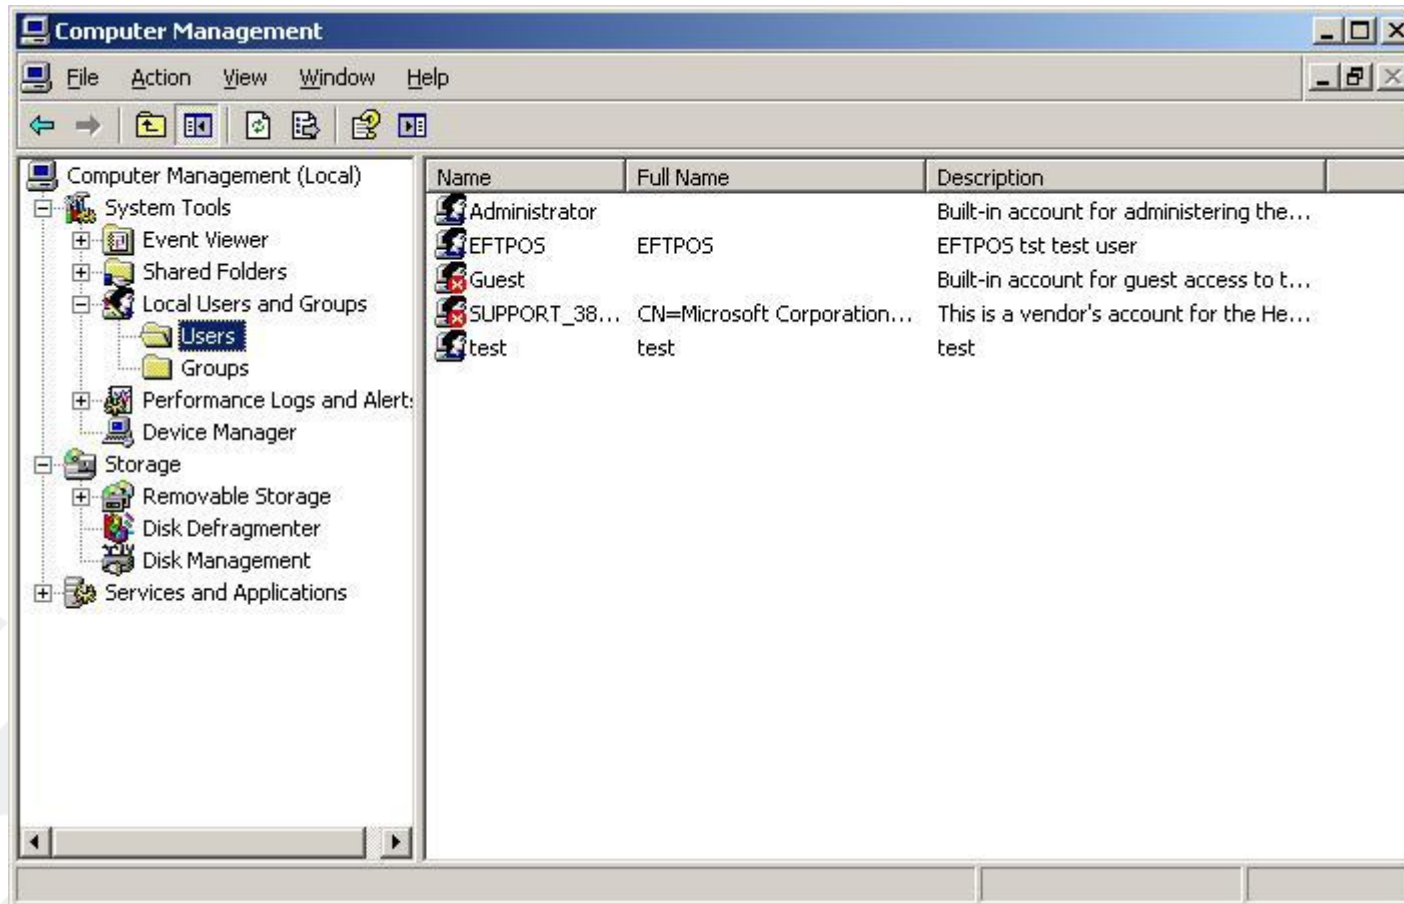 Computer Management
File Action View Window Help
Computer Management (Local)
System Tools
Event Viewer
Shared Folders
Local Users and Groups
Users
Groups
Performance Logs and Alerts
Device Manager
Storage
Removable Storage
Disk Defragmenter
Disk Management
Services and Applications
Name Full Name Description
Administrator Built-in account for administering the...
EFTPOS EFTPOS EFTPOS tst test user
Guest Built-in account for guest access to t...
SUPPORT_38... CN=Microsoft Corporation... This is a vendor's account for the He...
test test test